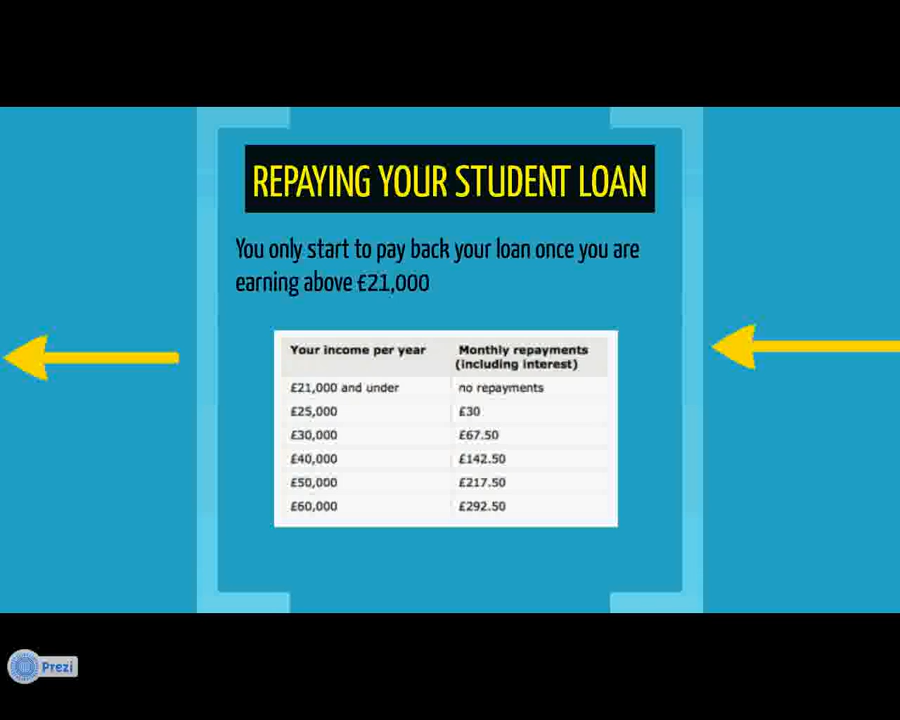 REPAYING YOUR STUDENT LOAN
You only start to pay back your loan once you are
earning above £21,000
Your income per year Monthly repayments
(including interest)
£21,000 and under no repayments
£25,000 £30
£30,000 £67.50
£40,000 £142.50
£50,000 £217.50
£60,000 £292.50
Prezi